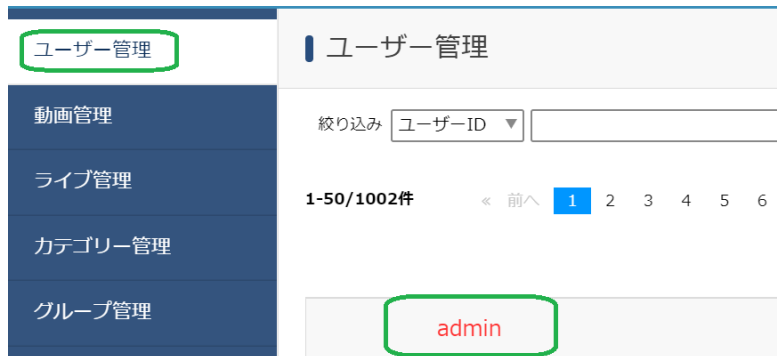 ユーザー管理
動画管理
ライブ管理
カテゴリー管理
グループ管理
ユーザー管理
絞り込み ユーザーID ▼
1-50/1002件 « 前へ 1 2 3 4 5 6
admin